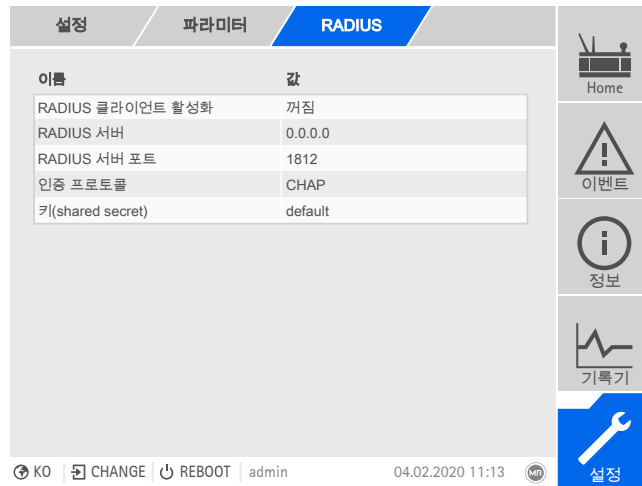 설정 파라미터 RADIUS
이름 값
RADIUS 클라이언트 활성화 꺼짐
RADIUS 서버 0.0.0.0
RADIUS 서버 포트 1812
인증 프로토콜 CHAP
키(shared secret) default
Home
이벤트
정보
기록기
설정
KO CHANGE REBOOT admin 04.02.2020 11:13 MR